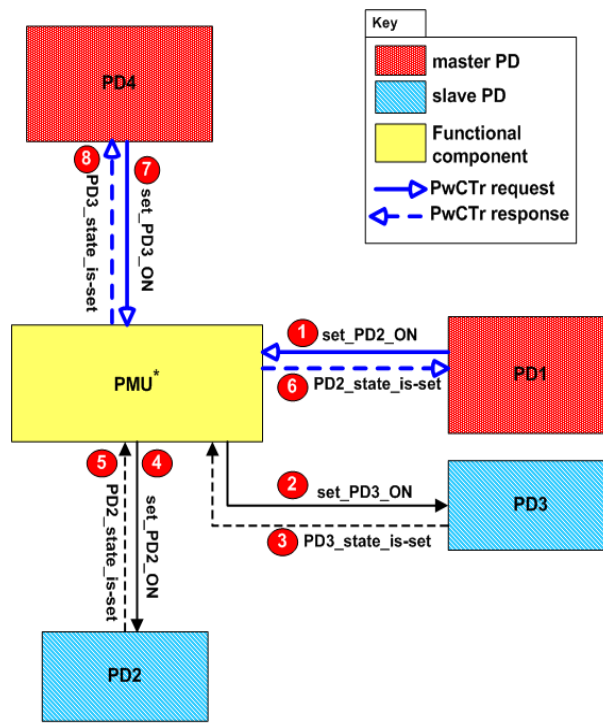 Key
master PD
slave PD
Functional
component
PwCTr request
PwCTr response
PD4
8
7
PD3_state_is-set
set_PD3_ON
PMU*
1
set_PD2_ON
6
PD2_state_is-set
PD1
2
set_PD3_ON
3
PD3_state_is-set
PD3
5
4
PD2_state_is-set
set_PD2_ON
PD2